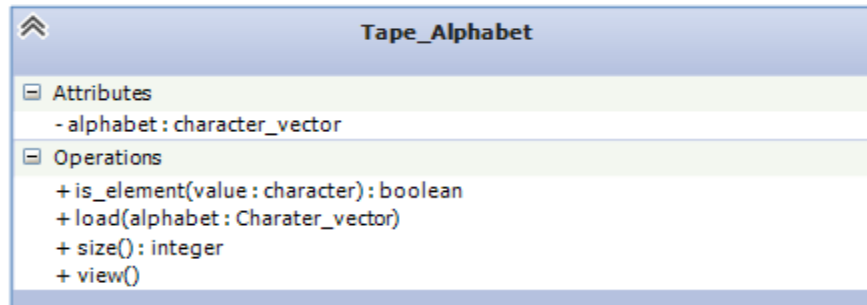 Tape_Alphabet
Attributes
- alphabet : character_vector
Operations
+ is_element(value : character) : boolean
+ load(alphabet : Charater_vector)
+ size() : integer
+ view()